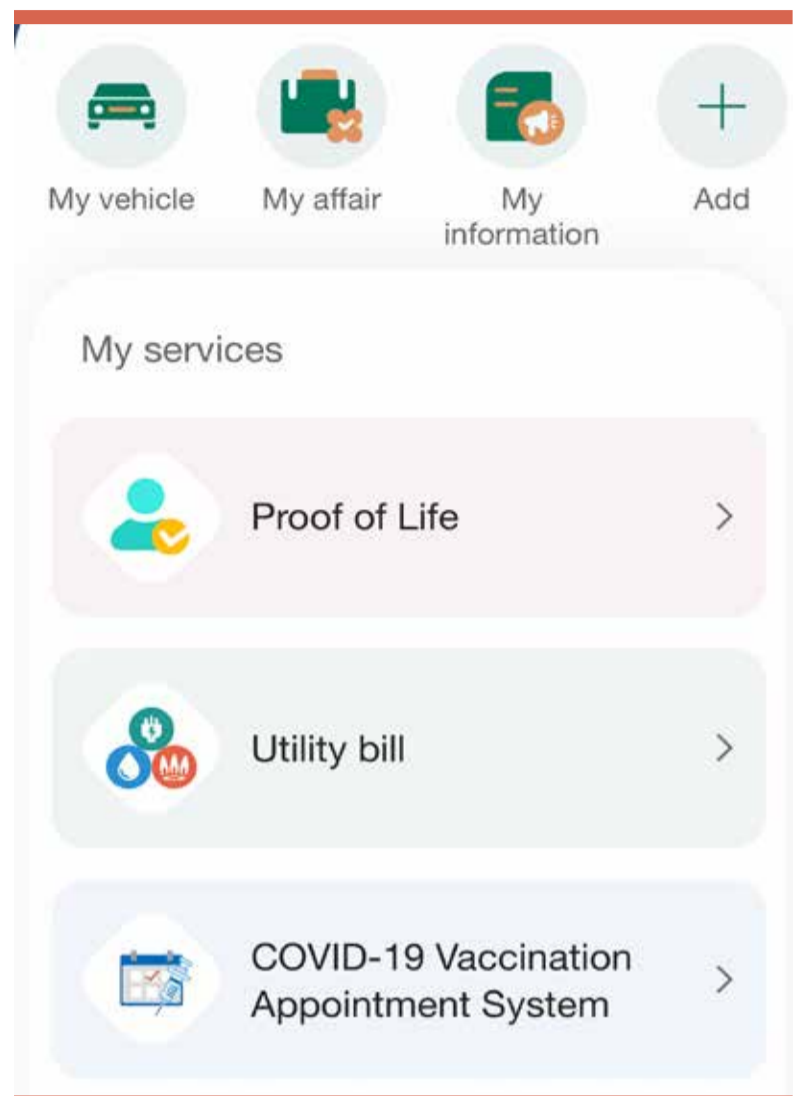 My vehicle
My affair
My
information
Add
My services
Proof of Life
Utility bill
COVID-19 Vaccination
Appointment System